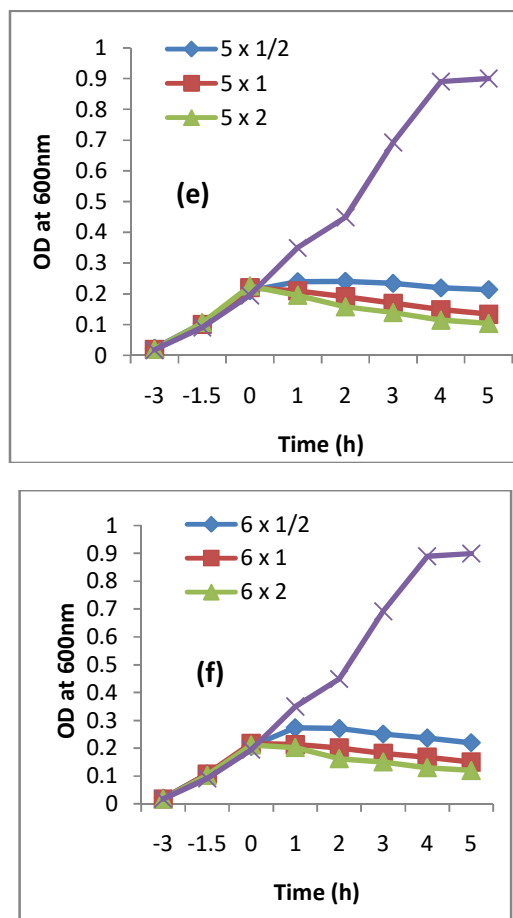 1
0.9
0.8
0.7
0.6
0.5
0.4
0.3
0.2
0.1
0
OD at 600nm
5 x 1/2
5 x 1
5 x 2
(e)
-3 -1.5 0 1 2 3 4 5
Time (h)
1
0.9
0.8
0.7
0.6
0.5
0.4
0.3
0.2
0.1
0
OD at 600nm
6 x 1/2
6 x 1
6 x 2
(f)
-3 -1.5 0 1 2 3 4 5
Time (h)